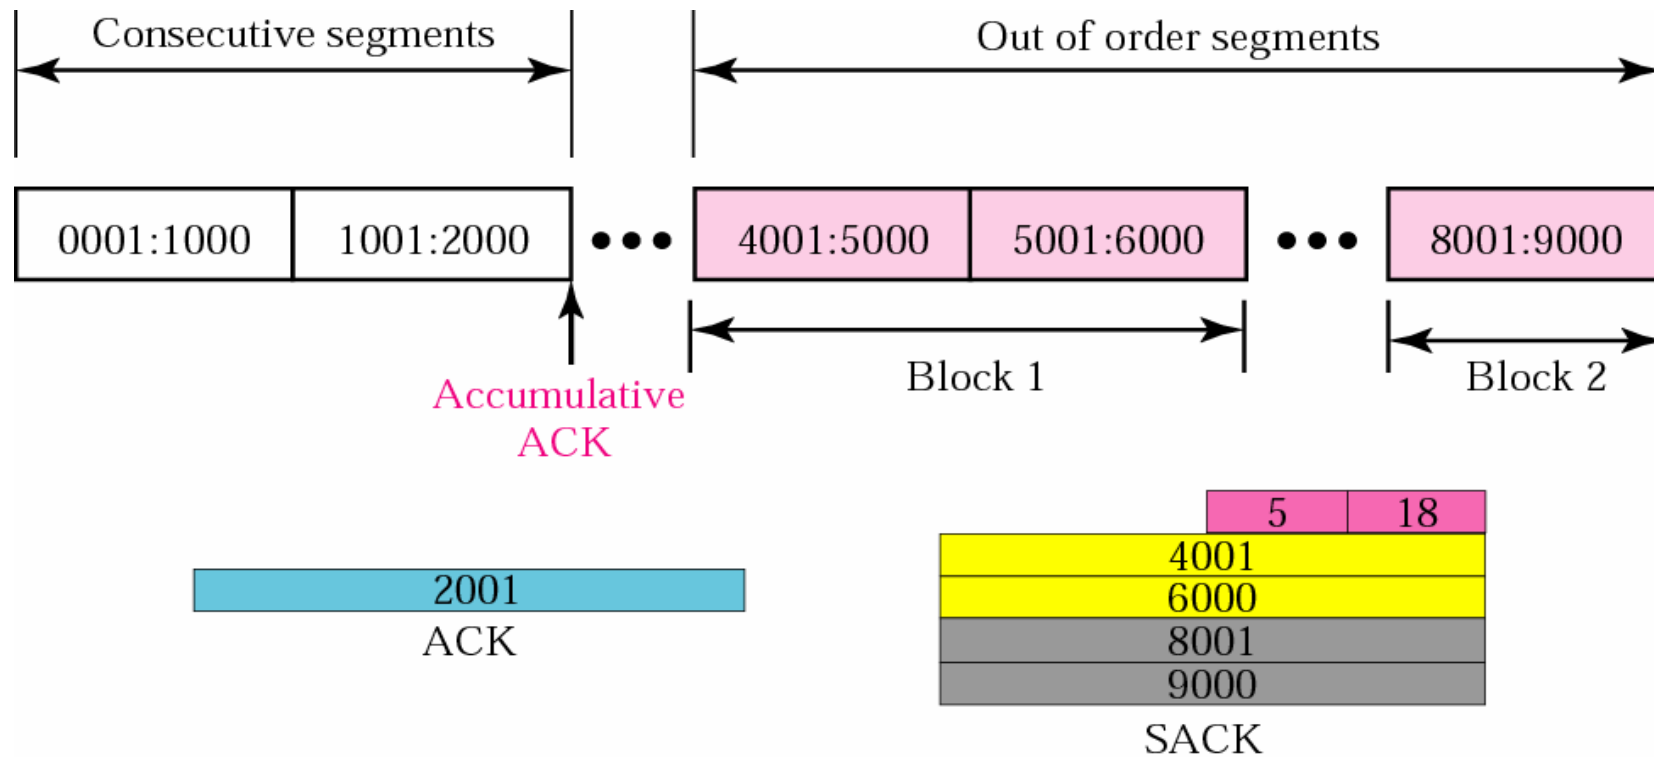 Consecutive segments
Out of order segments
0001:1000
1001:2000
4001:5000
5001:6000
8001:9000
Accumulative
ACK
Block 1
Block 2
2001
ACK
5
18
4001
6000
8001
9000
SACK